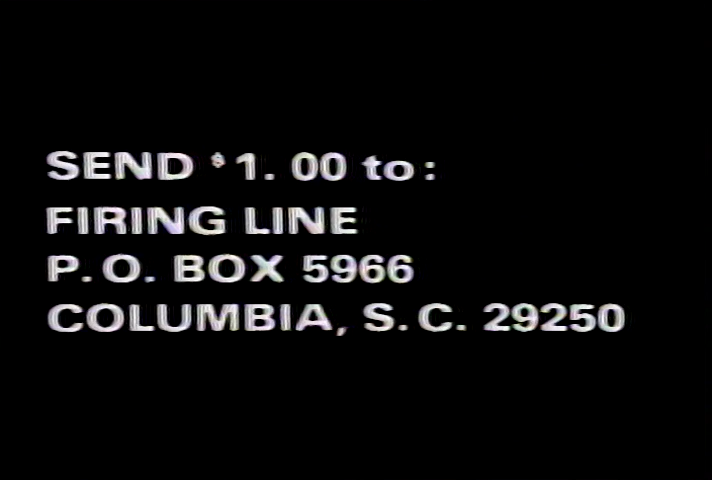 SEND $1.00 to:
FIRING LINE
P.O. BOX 5966
COLUMBIA, S.C. 29250